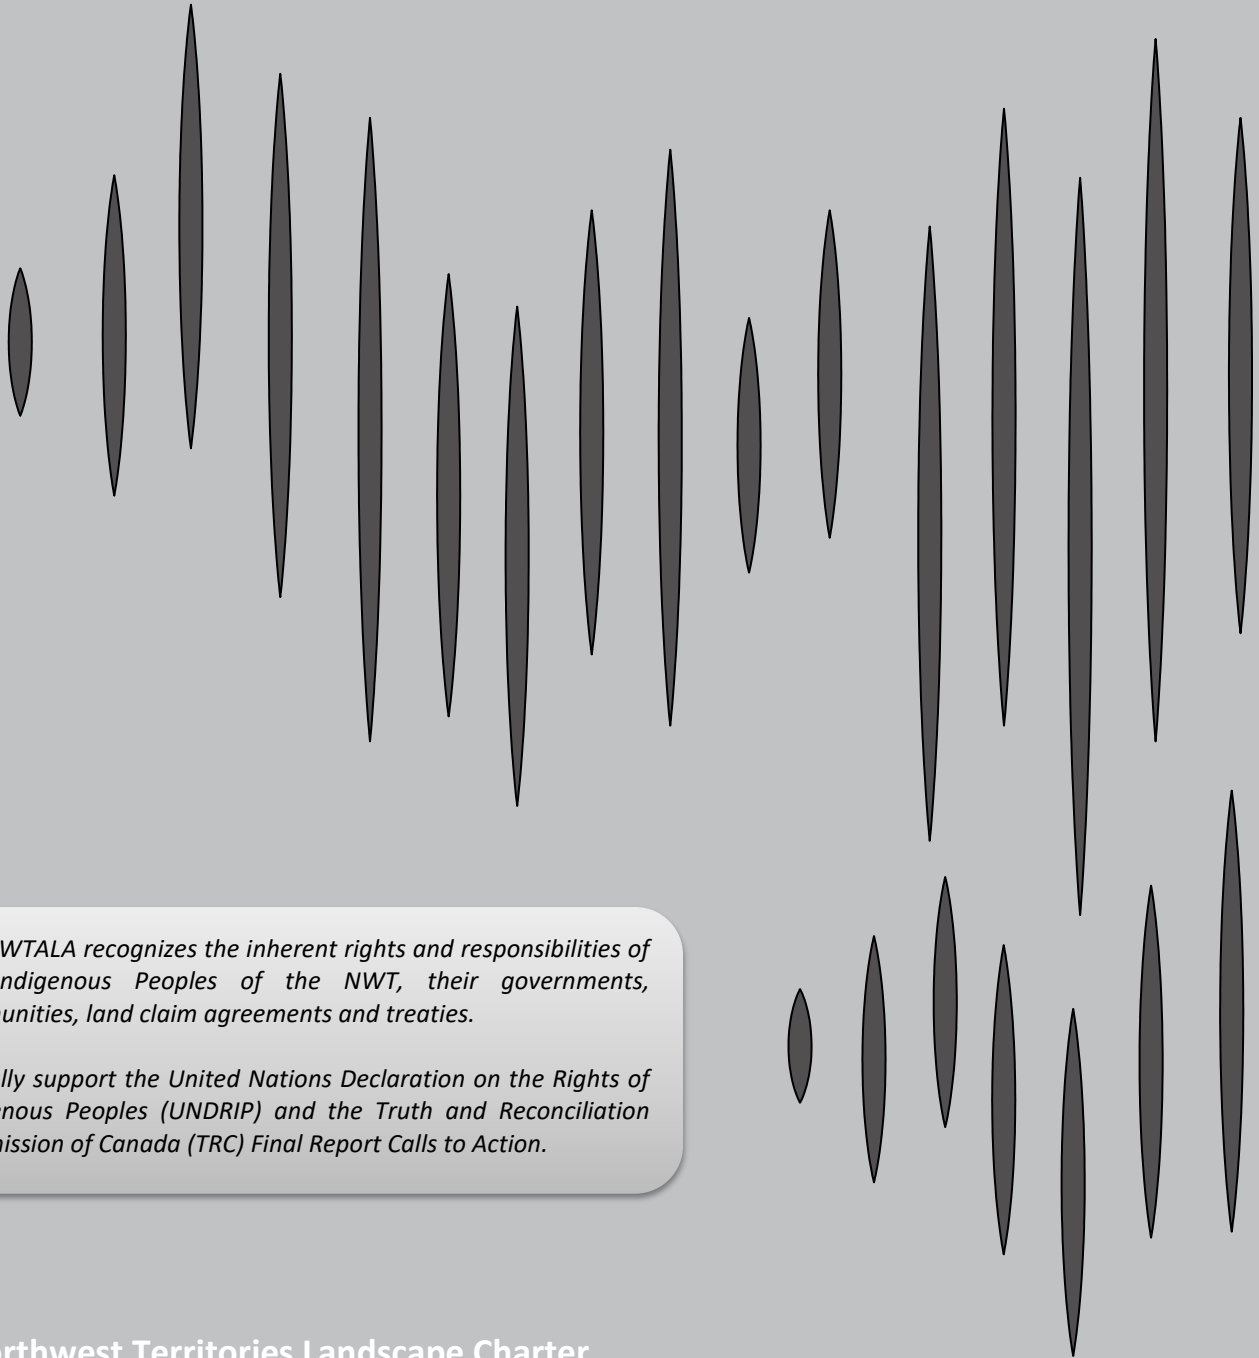 WTALA recognizes the inherent rights and responsibilities of
ndigenous Peoples of the NWT, their governments,
unities, land claim agreements and treaties.
lly support the United Nations Declaration on the Rights of
nous Peoples (UNDRIP) and the Truth and Reconciliation
ission of Canada (TRC) Final Report Calls to Action.
rthwest Territories Landscape Charter